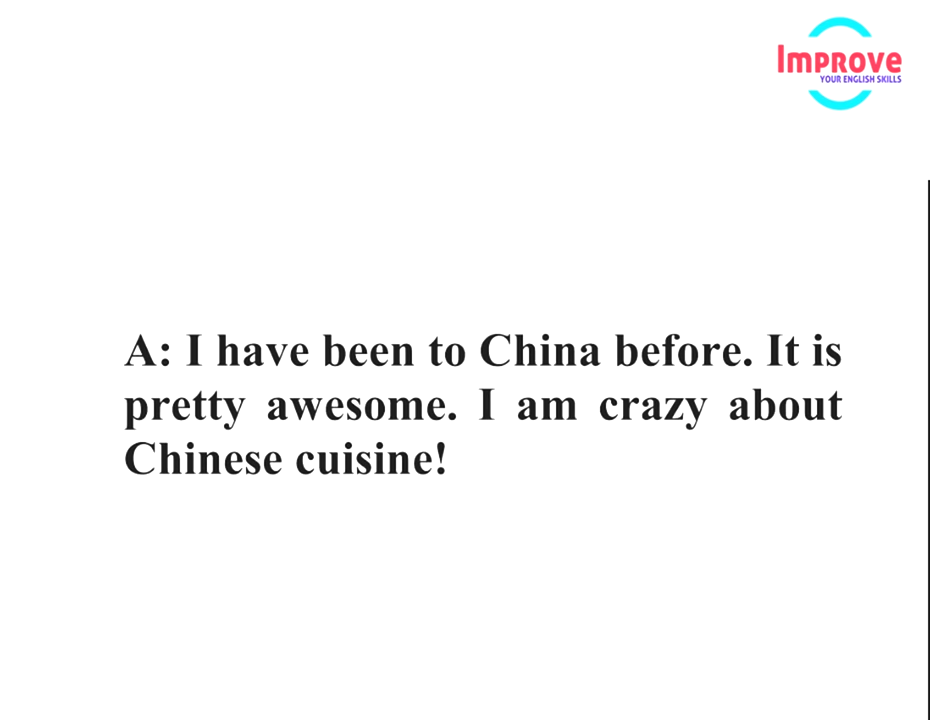 Improve
YOUR ENGLISH SKILLS
A: I have been to China before. It is
pretty awesome. I am crazy about
Chinese cuisine!